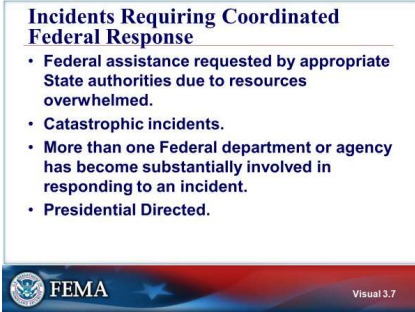 Incidents Requiring Coordinated
Federal Response
• Federal assistance requested by appropriate
State authorities due to resources
overwhelmed.
• Catastrophic incidents.
• More than one Federal department or agency
has become substantially involved in
responding to an incident.
• Presidential Directed.
FEMA
Visual 3.7